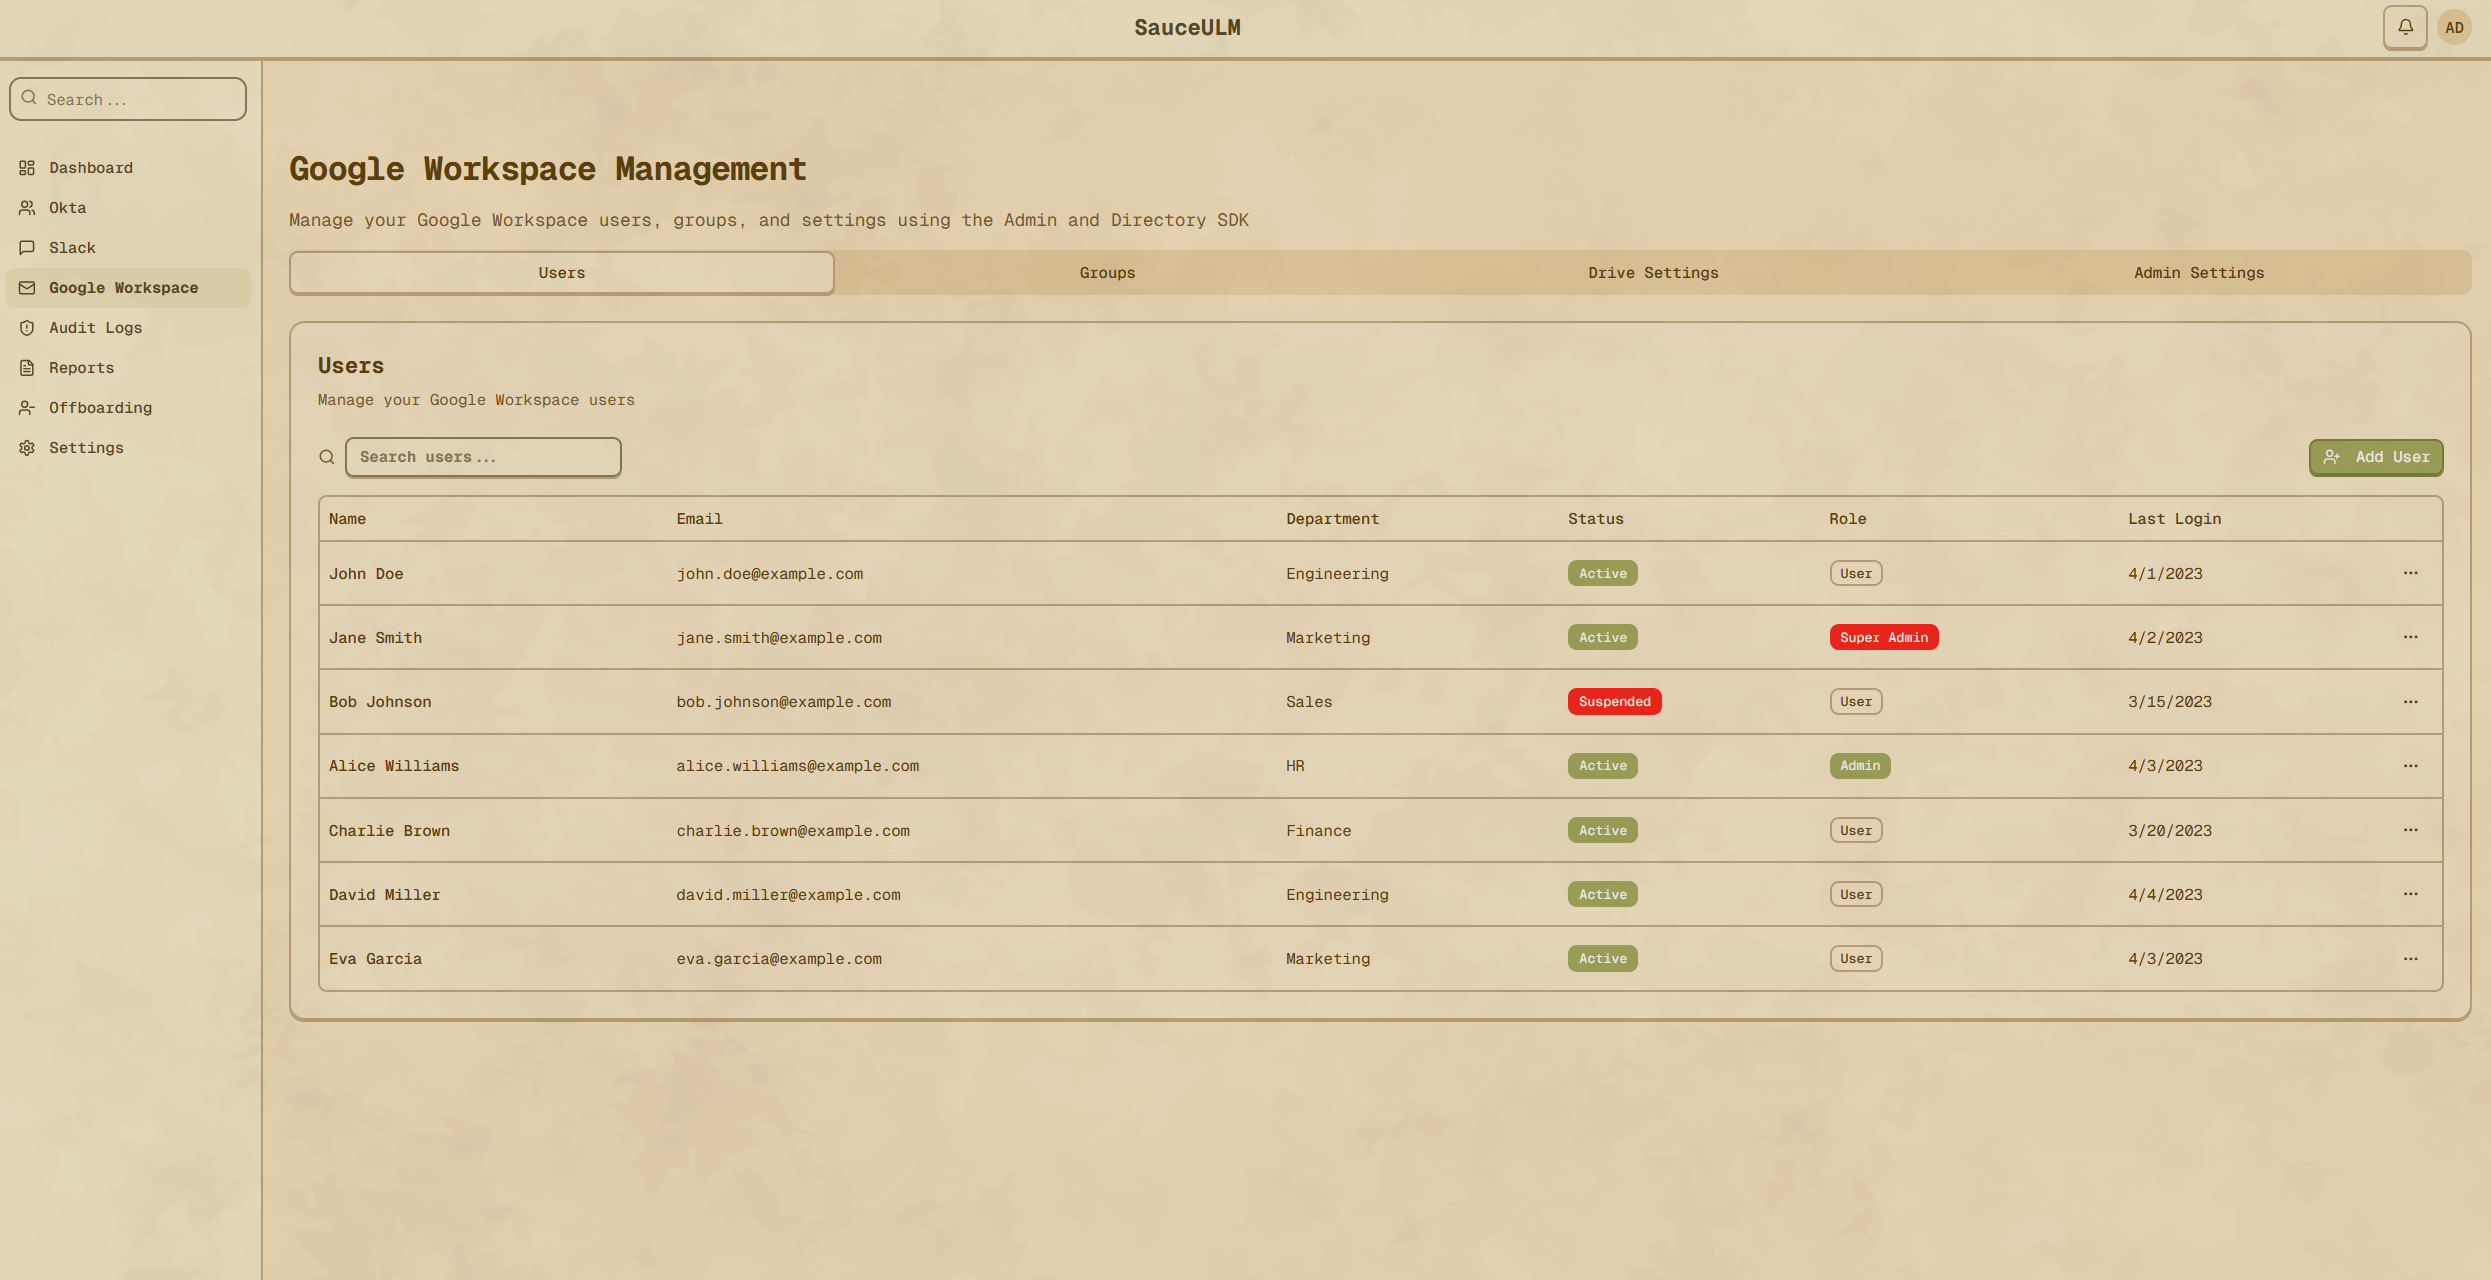 SauceULM
AD
Search...
Dashboard
Okta
Slack
Google Workspace
Audit Logs
Reports
Offboarding
Settings
Google Workspace Management
Manage your Google Workspace users, groups, and settings using the Admin and Directory SDK
Users Groups Drive Settings Admin Settings
Users
Manage your Google Workspace users
Search users... Add User
Name Email Department Status Role Last Login
John Doe john.doe@example.com Engineering Active User 4/1/2023
Jane Smith jane.smith@example.com Marketing Active Super Admin 4/2/2023
Bob Johnson bob.johnson@example.com Sales Suspended User 3/15/2023
Alice Williams alice.williams@example.com HR Active Admin 4/3/2023
Charlie Brown charlie.brown@example.com Finance Active User 3/20/2023
David Miller david.miller@example.com Engineering Active User 4/4/2023
Eva Garcia eva.garcia@example.com Marketing Active User 4/3/2023